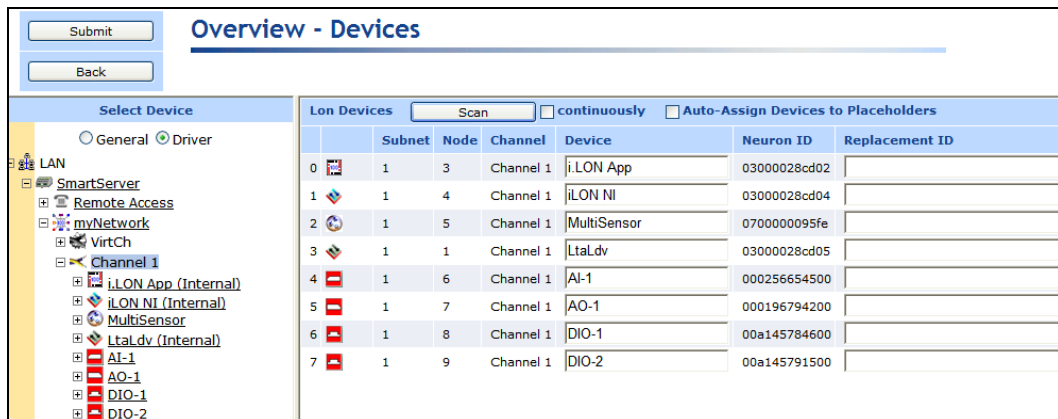 Submit
Overview - Devices
Back
Select Device
General Driver
LAN
SmartServer
Remote Access
myNetwork
VirtCh
Channel 1
i.LON App (Internal)
iLON NI (Internal)
MultiSensor
LtaLdv (Internal)
AI-1
AO-1
DIO-1
DIO-2
Lon Devices Scan continuously Auto-Assign Devices to Placeholders
Subnet Node Channel Device Neuron ID Replacement ID
0 1 3 Channel 1 i.LON App 03000028cd02
1 1 4 Channel 1 iLON NI 03000028cd04
2 1 5 Channel 1 MultiSensor 0700000095fe
3 1 1 Channel 1 LtaLdv 03000028cd05
4 1 6 Channel 1 AI-1 000256654500
5 1 7 Channel 1 AO-1 000196794200
6 1 8 Channel 1 DIO-1 00a145784600
7 1 9 Channel 1 DIO-2 00a145791500